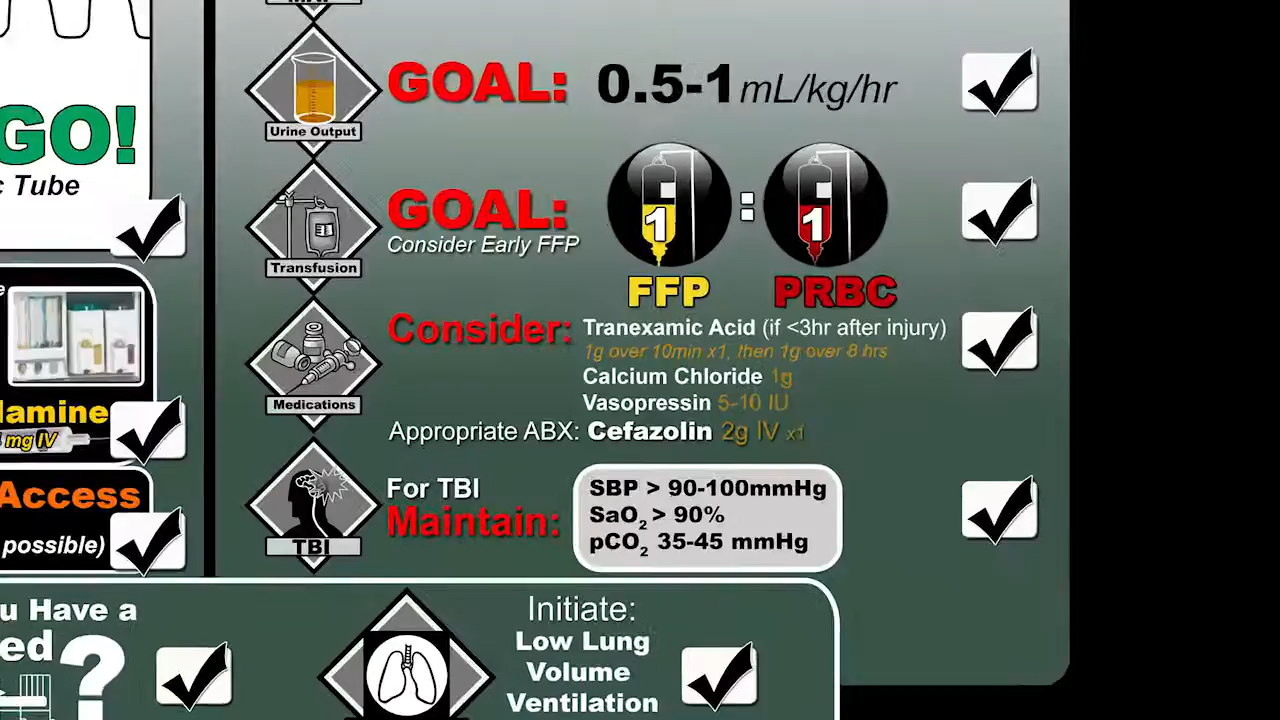 GO!
c Tube
lamine
mg IV
Access
possible)
Urine Output
GOAL: 0.5-1 mL/kg/hr
Transfusion
GOAL:
Consider Early FFP
1 : 1
FFP PRBC
Medications
Consider: Tranexamic Acid (if <3hr after injury)
1g over 10min x1, then 1g over 8 hrs
Calcium Chloride 1g
Vasopressin 5-10 IU
Appropriate ABX: Cefazolin 2g IV x1
TBI
For TBI
Maintain:
SBP > 90-100mmHg
SaO2 > 90%
pCO2 35-45 mmHg
u Have a
ed
?
Initiate:
Low Lung
Volume
Ventilation